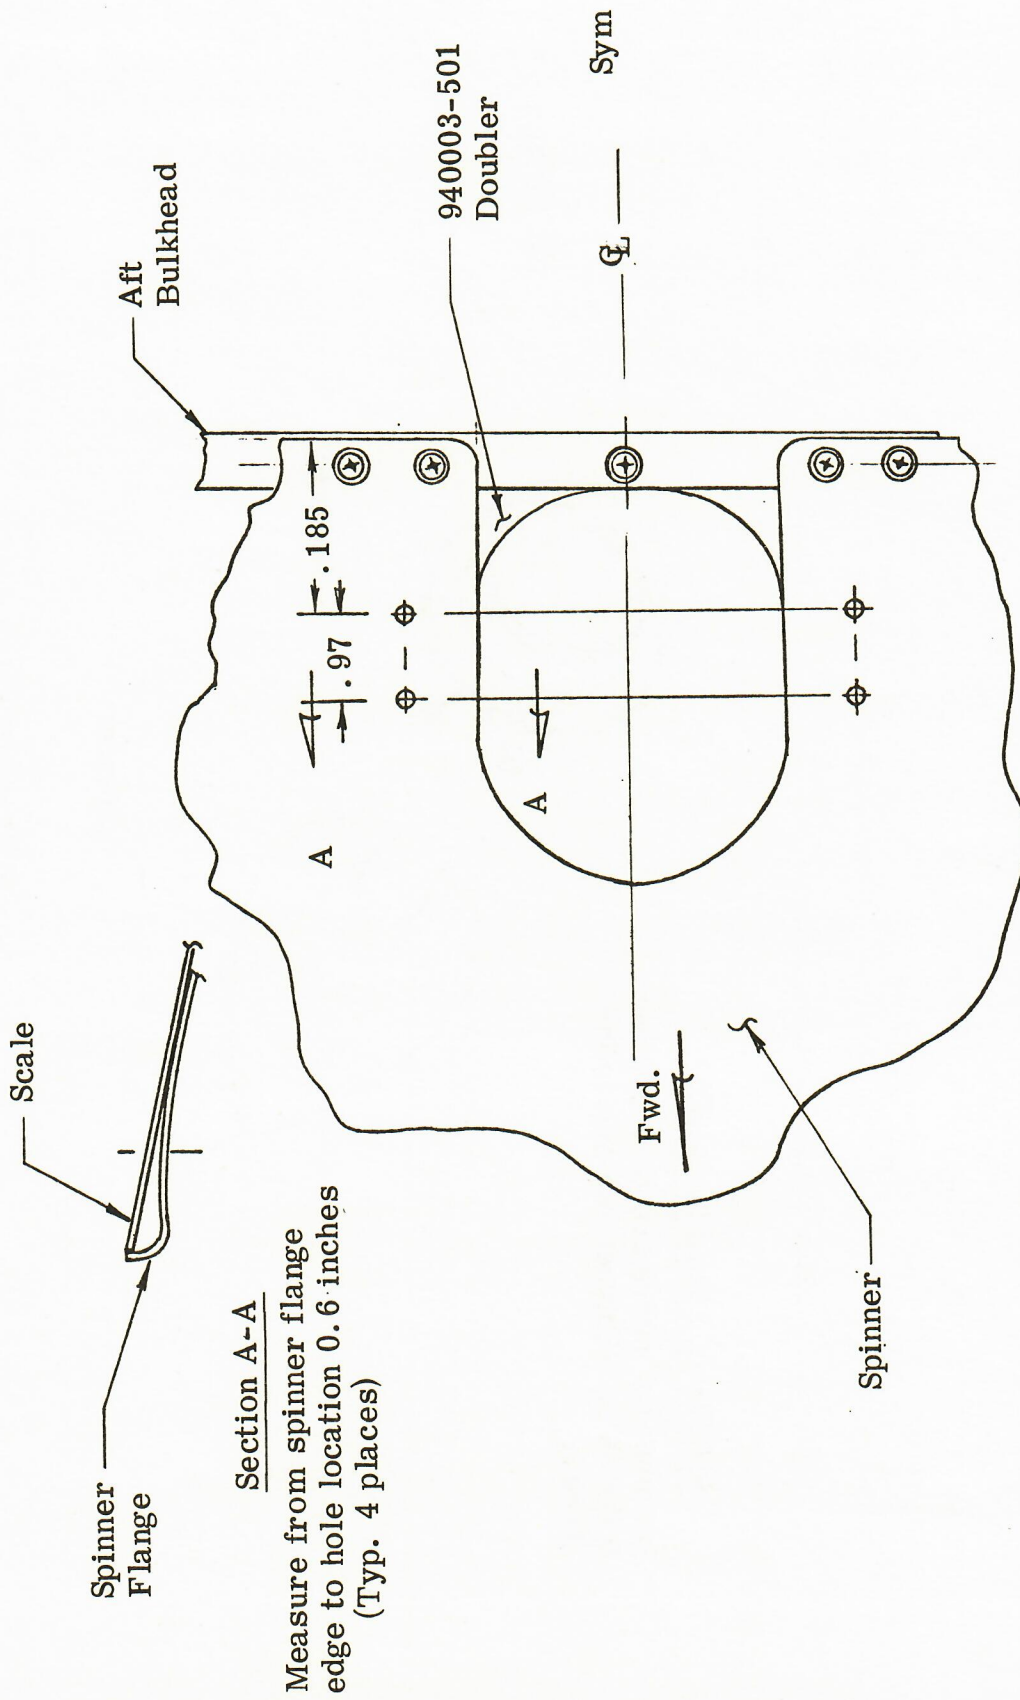 Aft
Bulkhead
940003-501
Doubler
℄
Sym
.185
.97
A
A
Scale
Fwd.
Spinner
Flange
Section A-A
Measure from spinner flange
edge to hole location 0.6 inches
(Typ. 4 places)
Spinner